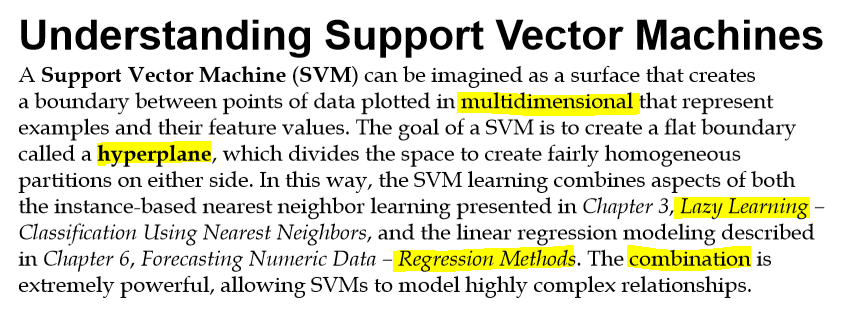 Understanding Support Vector Machines
A Support Vector Machine (SVM) can be imagined as a surface that creates
a boundary between points of data plotted in multidimensional that represent
examples and their feature values. The goal of a SVM is to create a flat boundary
called a hyperplane, which divides the space to create fairly homogeneous
partitions on either side. In this way, the SVM learning combines aspects of both
the instance-based nearest neighbor learning presented in Chapter 3, Lazy Learning –
Classification Using Nearest Neighbors, and the linear regression modeling described
in Chapter 6, Forecasting Numeric Data – Regression Methods. The combination is
extremely powerful, allowing SVMs to model highly complex relationships.